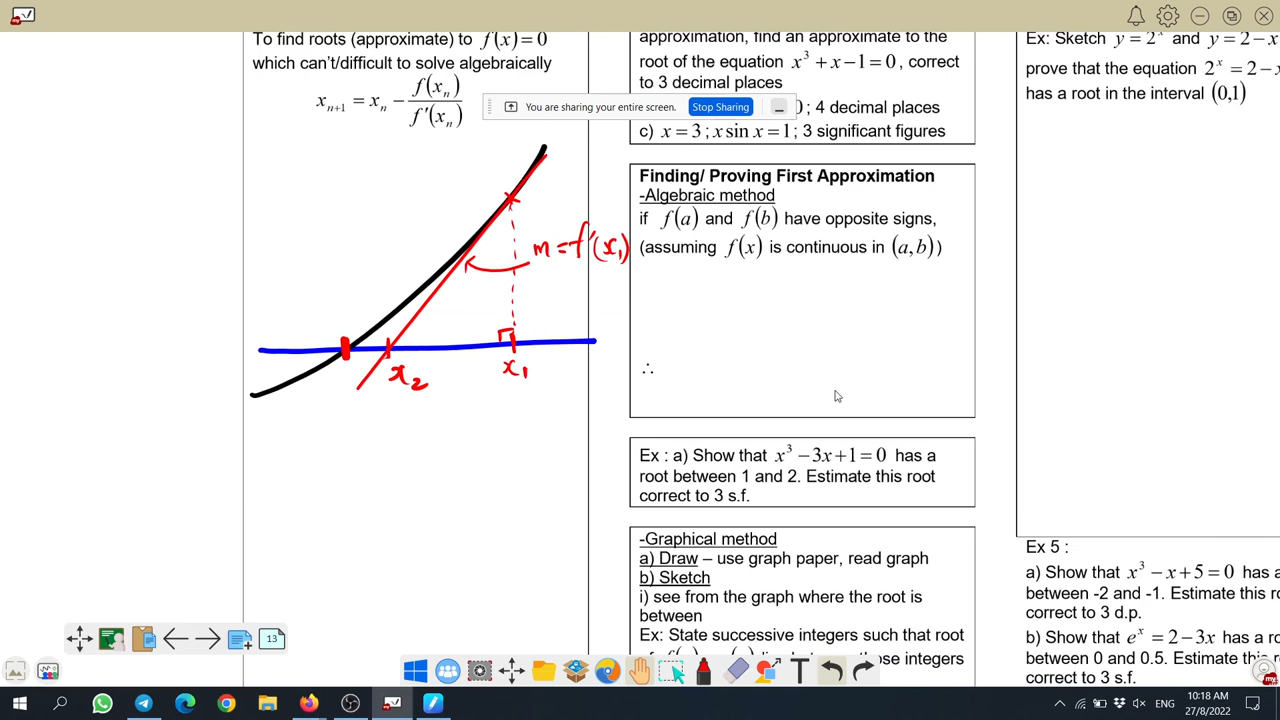 To find roots (approximate) to f(x)=0
which can't/difficult to solve algebraically
xₙ₊₁ = xₙ − f(xₙ)/f′(xₙ)
m = f′(x₁)
x₂
x₁
approximation, find an approximate to the
root of the equation x³ + x − 1 = 0, correct
to 3 decimal places
You are sharing your entire screen. Stop Sharing
0; 4 decimal places
c) x = 3; x sin x = 1; 3 significant figures
Finding/ Proving First Approximation
-Algebraic method
if f(a) and f(b) have opposite signs,
(assuming f(x) is continuous in (a,b))
∴
Ex : a) Show that x³ − 3x + 1 = 0 has a
root between 1 and 2. Estimate this root
correct to 3 s.f.
-Graphical method
a) Draw – use graph paper, read graph
b) Sketch
i) see from the graph where the root is
between
Ex: State successive integers such that root
those integers
Ex: Sketch y = 2ˣ and y = 2 − x
prove that the equation 2ˣ = 2 − x
has a root in the interval (0,1)
Ex 5 :
a) Show that x³ − x + 5 = 0 has a
between -2 and -1. Estimate this
correct to 3 d.p.
b) Show that eˣ = 2 − 3x has a
between 0 and 0.5. Estimate this
correct to 3 s.f.
13
T
ENG
10:18 AM
27/8/2022